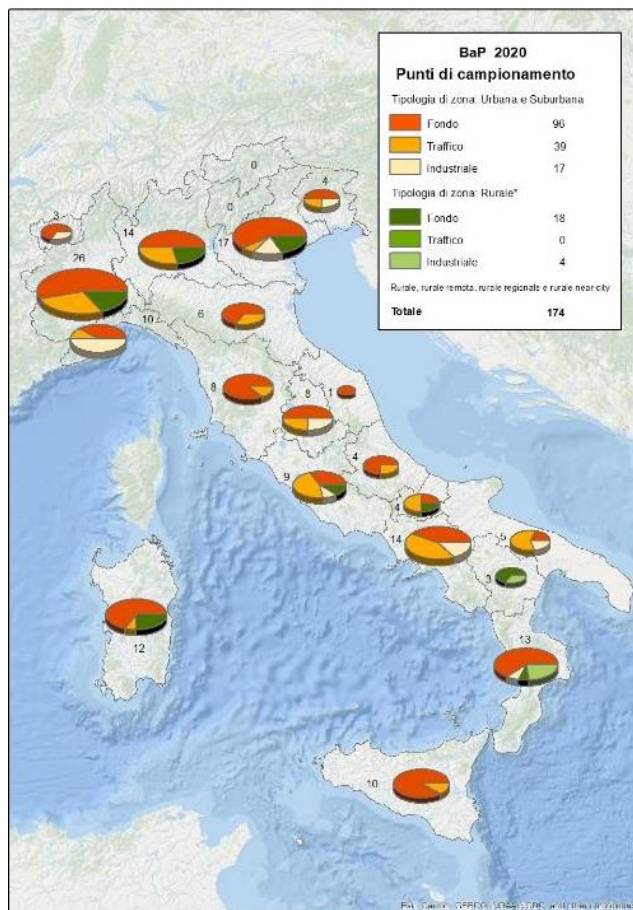 BaP 2020
Punti di campionamento
Tipologia di zona: Urbana e Suburbana
Fondo 96
Traffico 39
Industriale 17
Tipologia di zona: Rurale*
Fondo 18
Traffico 0
Industriale 4
Rurale, rurale remota, rurale regionale e rurale near-city
Totale 174
0
4
0
3
14
17
26
10
6
8
8
1
4
9
4
14
5
3
13
12
10